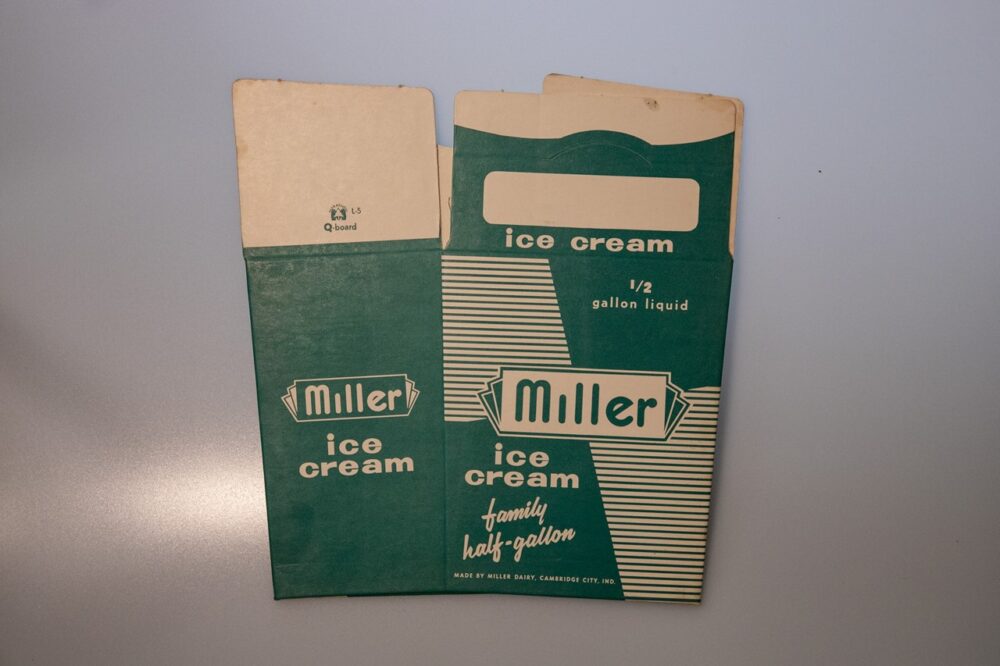 L-5
Q-board
Miller
ice
cream
ice cream
1/2
gallon liquid
Miller
ice
cream
family
half-gallon
MADE BY MILLER DAIRY, CAMBRIDGE CITY, IND.